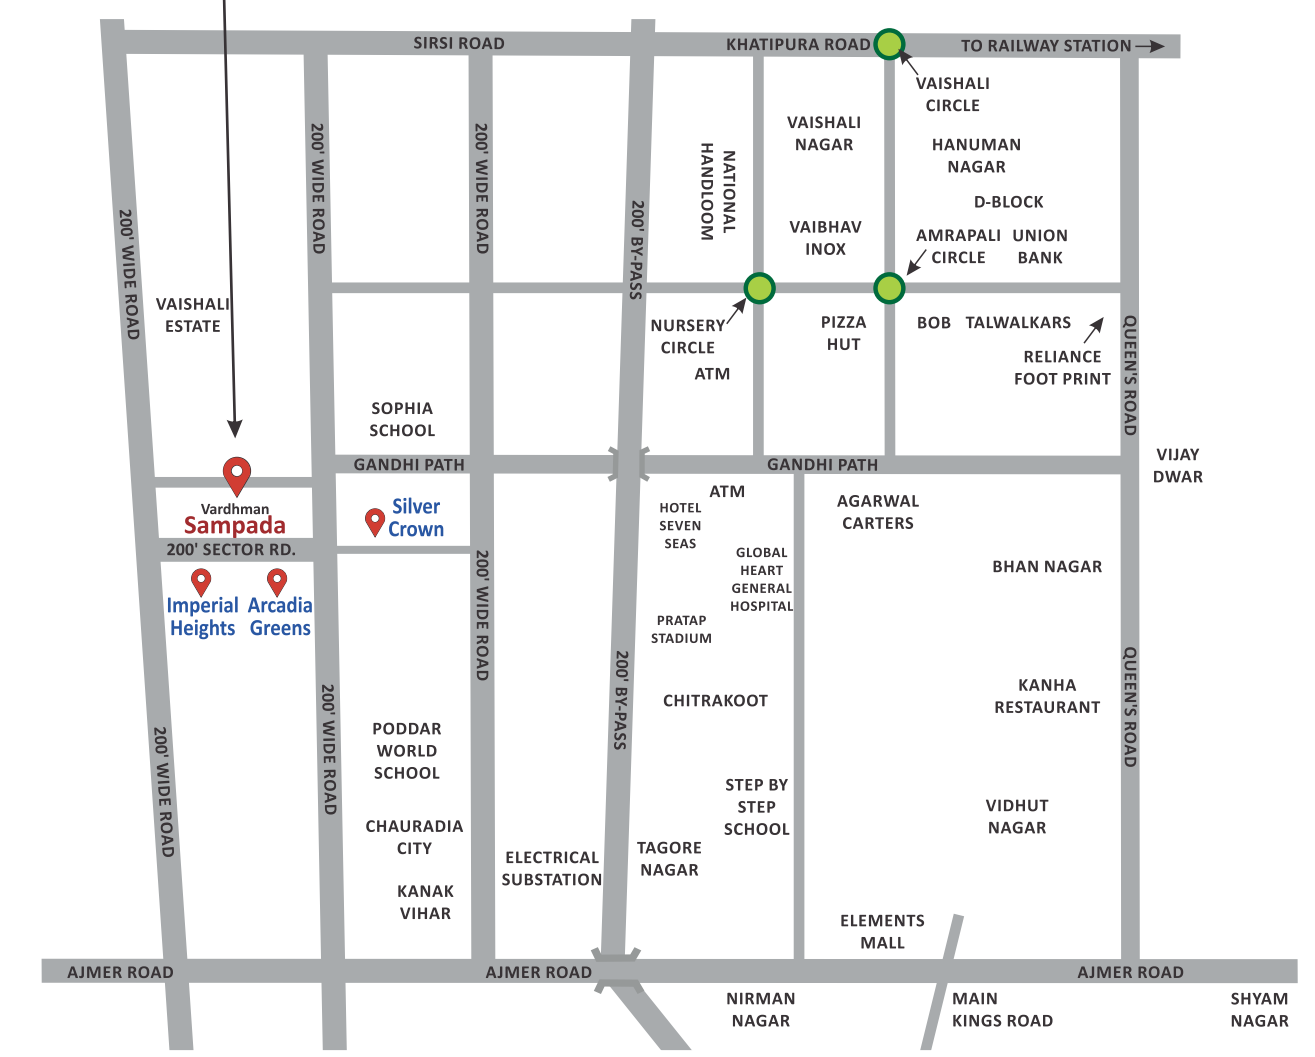 SIRSI ROAD
KHATIPURA ROAD
TO RAILWAY STATION
VAISHALI
CIRCLE
200' WIDE ROAD
200' WIDE ROAD
200' WIDE ROAD
200' BY-PASS
NATIONAL
HANDLOOM
VAISHALI
NAGAR
HANUMAN
NAGAR
D-BLOCK
VAIBHAV
INOX
AMRAPALI
CIRCLE
UNION
BANK
VAISHALI
ESTATE
NURSERY
CIRCLE
ATM
PIZZA
HUT
BOB
TALWALKARS
RELIANCE
FOOT PRINT
QUEEN'S ROAD
SOPHIA
SCHOOL
GANDHI PATH
GANDHI PATH
VIJAY
DWAR
Vardhman
Sampada
Silver
Crown
200' SECTOR RD.
Imperial
Heights
Arcadia
Greens
ATM
HOTEL
SEVEN
SEAS
AGARWAL
CARTERS
GLOBAL
HEART
GENERAL
HOSPITAL
BHAN NAGAR
PRATAP
STADIUM
200' WIDE ROAD
200' WIDE ROAD
200' WIDE ROAD
200' BY-PASS
CHITRAKOOT
KANHA
RESTAURANT
QUEEN'S ROAD
PODDAR
WORLD
SCHOOL
STEP BY
STEP
SCHOOL
VIDHUT
NAGAR
CHAURADIA
CITY
ELECTRICAL
SUBSTATION
TAGORE
NAGAR
KANAK
VIHAR
ELEMENTS
MALL
AJMER ROAD
AJMER ROAD
AJMER ROAD
NIRMAN
NAGAR
MAIN
KINGS ROAD
SHYAM
NAGAR